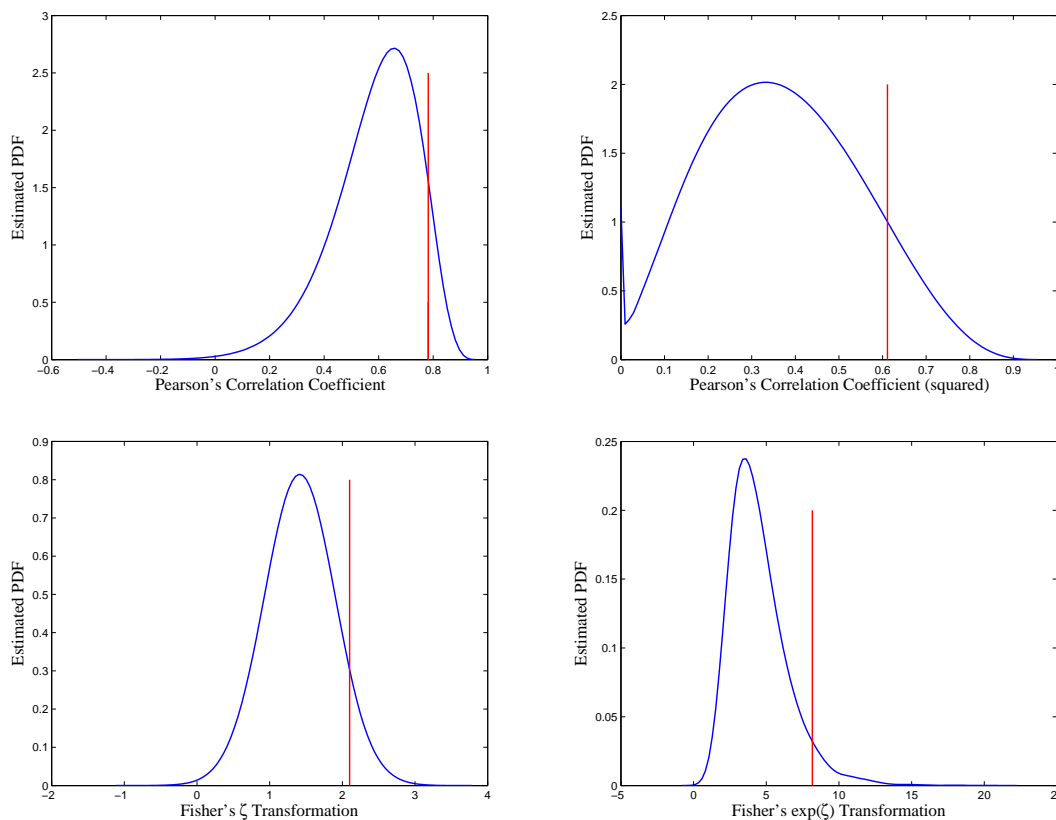 3
2.5
2
1.5
1
0.5
0
Estimated PDF
−0.6 −0.4 −0.2 0 0.2 0.4 0.6 0.8 1
Pearson's Correlation Coefficient
2.5
2
1.5
1
0.5
0
Estimated PDF
0 0.1 0.2 0.3 0.4 0.5 0.6 0.7 0.8 0.9 1
Pearson's Correlation Coefficient (squared)
0.9
0.8
0.7
0.6
0.5
0.4
0.3
0.2
0.1
0
Estimated PDF
−2 −1 0 1 2 3 4
Fisher's ζ Transformation
0.25
0.2
0.15
0.1
0.05
0
Estimated PDF
−5 0 5 10 15 20 25
Fisher's exp(ζ) Transformation